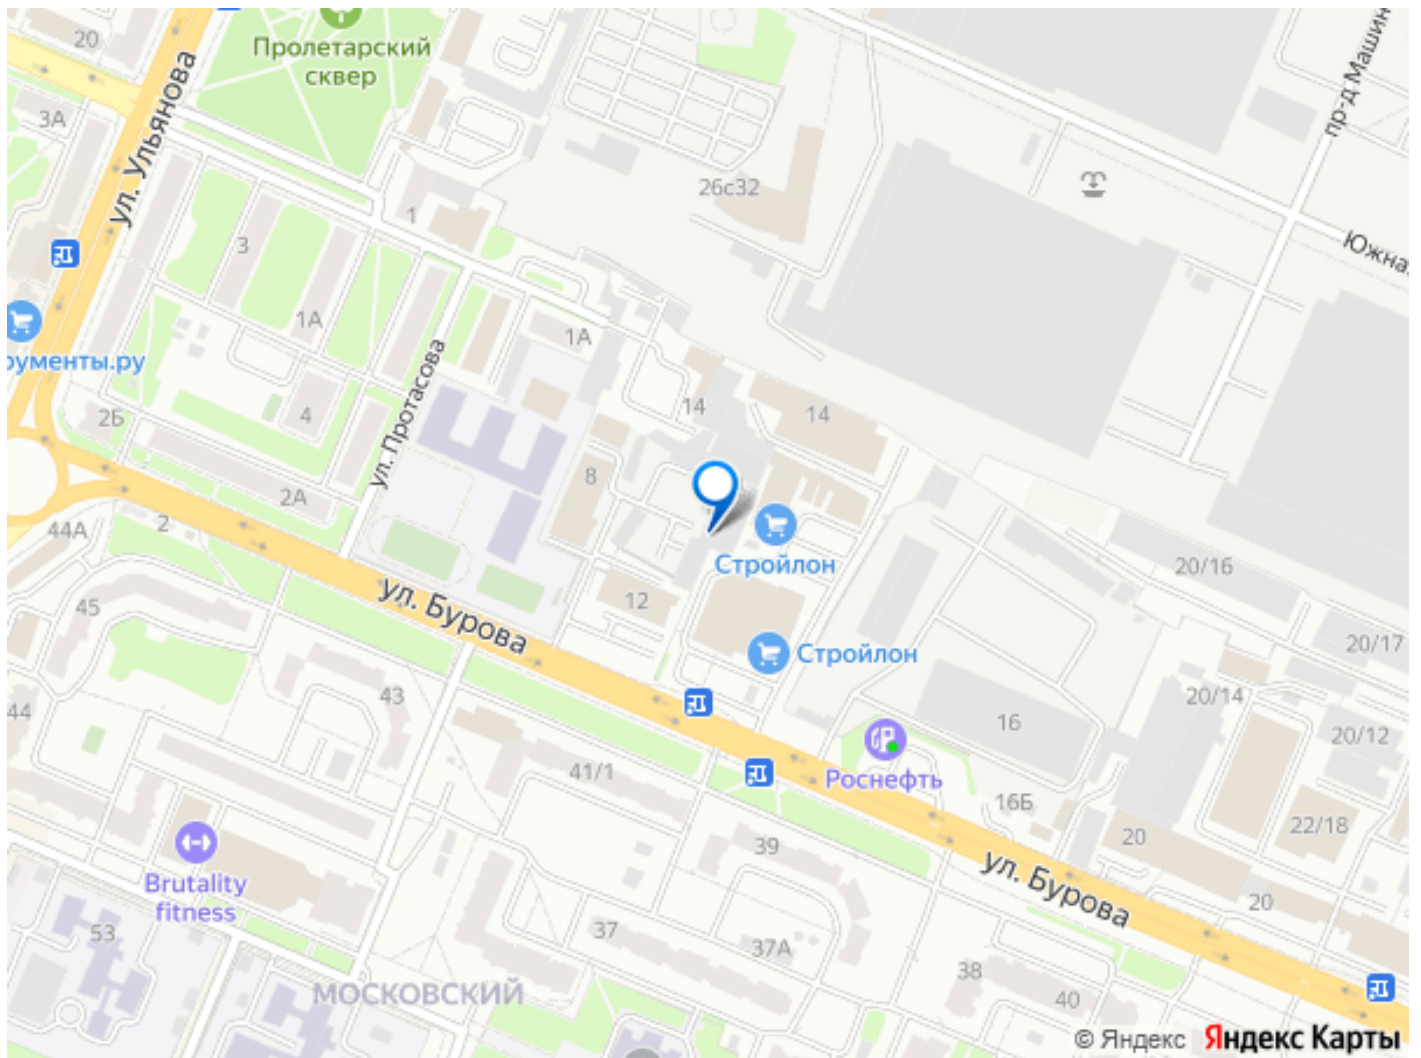 20
Пролетарский
сквер
пр-д Машин
ул. Ульянова
3А
26с32
1
3
Южная
1А
1А
рументы.ру
ул. Протасова
2Б
4
14
14
8
2А
2
44А
Стройлон
20/16
ул. Бурова
12
45
20/17
Стройлон
43
20/14
44
16
20/12
41/1
Роснефть
16Б
22/18
20
39
ул. Бурова
Brutality
fitness
20
53
37
37А
38
МОСКОВСКИЙ
40
© Яндекс Яндекс Карты